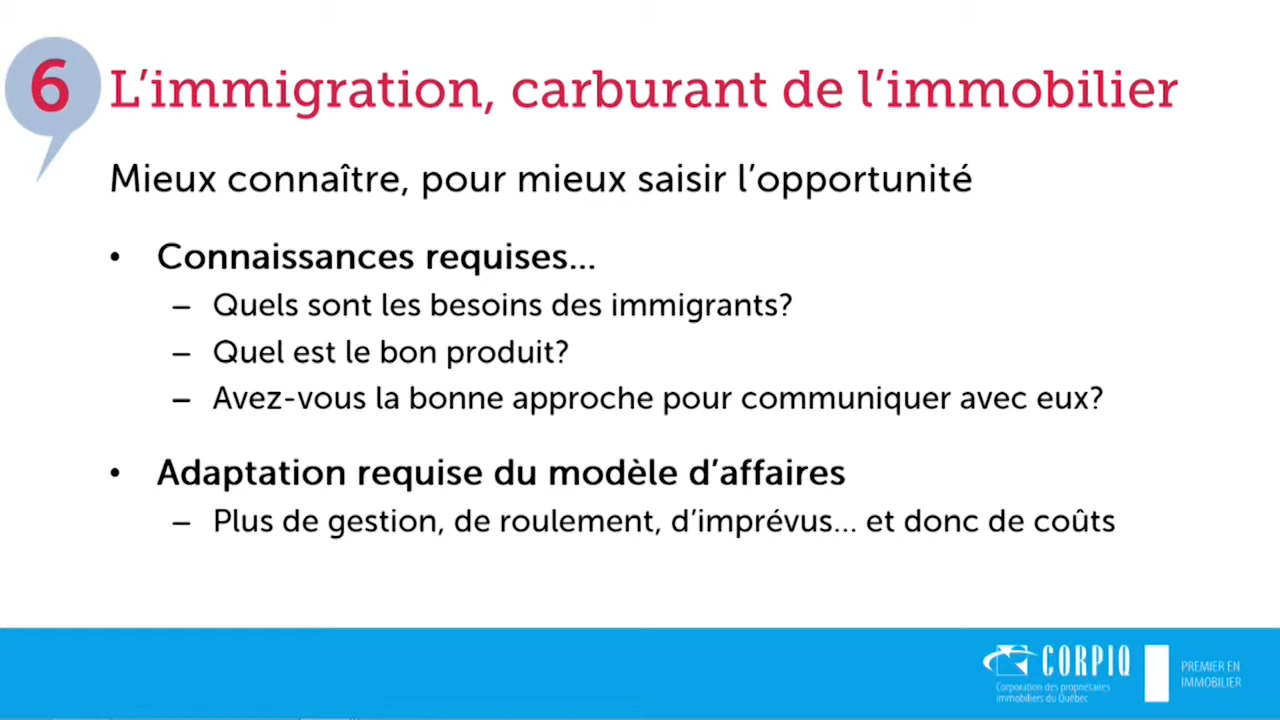 6
L’immigration, carburant de l’immobilier
Mieux connaître, pour mieux saisir l’opportunité
• Connaissances requises...
– Quels sont les besoins des immigrants?
– Quel est le bon produit?
– Avez-vous la bonne approche pour communiquer avec eux?
• Adaptation requise du modèle d’affaires
– Plus de gestion, de roulement, d’imprévus... et donc de coûts
CORPIQ
Corporation des propriétaires
immobiliers du Québec
PREMIER EN
IMMOBILIER